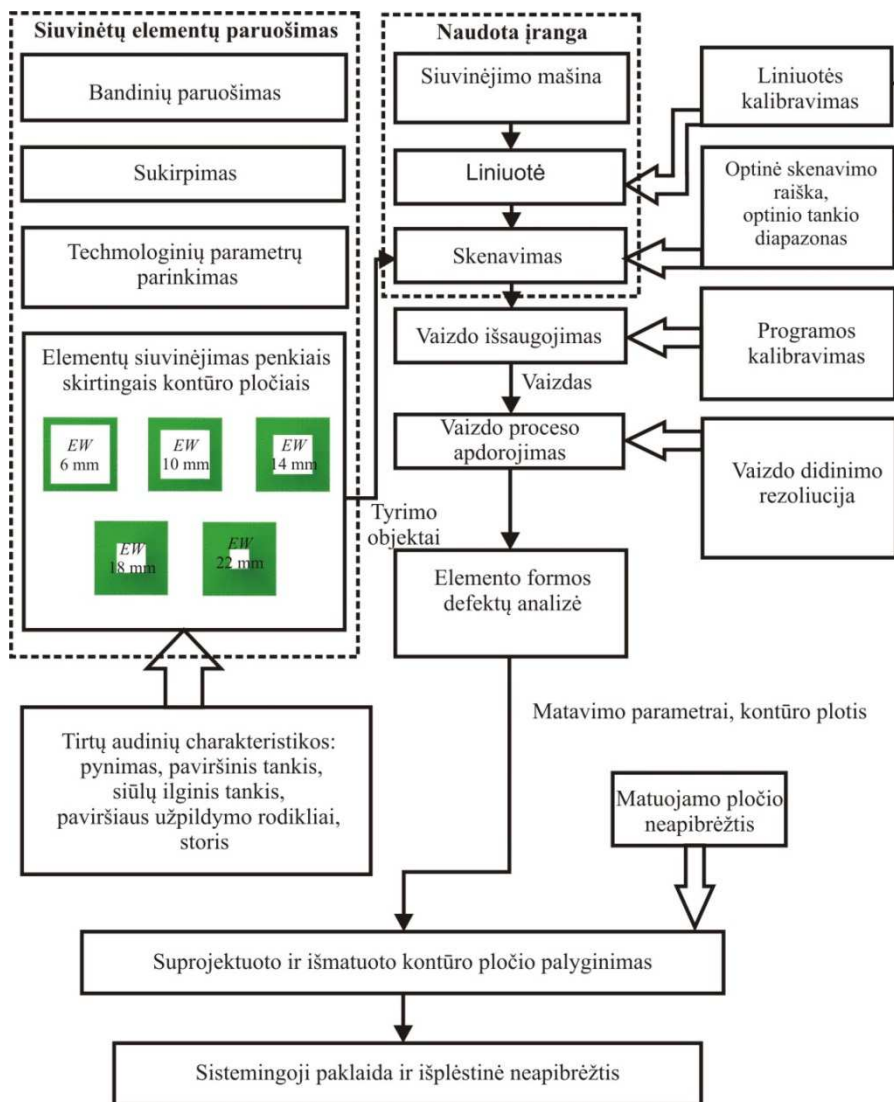 Siuvinėtų elementų paruošimas
Bandinių paruošimas
Sukirpimas
Techmologinių parametrų
parinkimas
Elementų siuvinėjimas penkiais
skirtingais kontūro pločiais
EW
6 mm
EW
10 mm
EW
14 mm
EW
18 mm
EW
22 mm
Tirtų audinių charakteristikos:
pynimas, paviršinis tankis,
siūlų ilginis tankis,
paviršiaus užpildymo rodikliai,
storis
Tyrimo
objektai
Naudota įranga
Siuvinėjimo mašina
Liniuotė
Skenavimas
Vaizdo išsaugojimas
Vaizdas
Vaizdo proceso
apdorojimas
Elemento formos
defektų analizė
Liniuotės
kalibravimas
Optinė skenavimo
raiška,
optinio tankio
diapazonas
Programos
kalibravimas
Vaizdo didinimo
rezoliucija
Matavimo parametrai, kontūro plotis
Matuojamo pločio
neapibrėžtis
Suprojektuoto ir išmatuoto kontūro pločio palyginimas
Sistemingoji paklaida ir išplėstinė neapibrėžtis